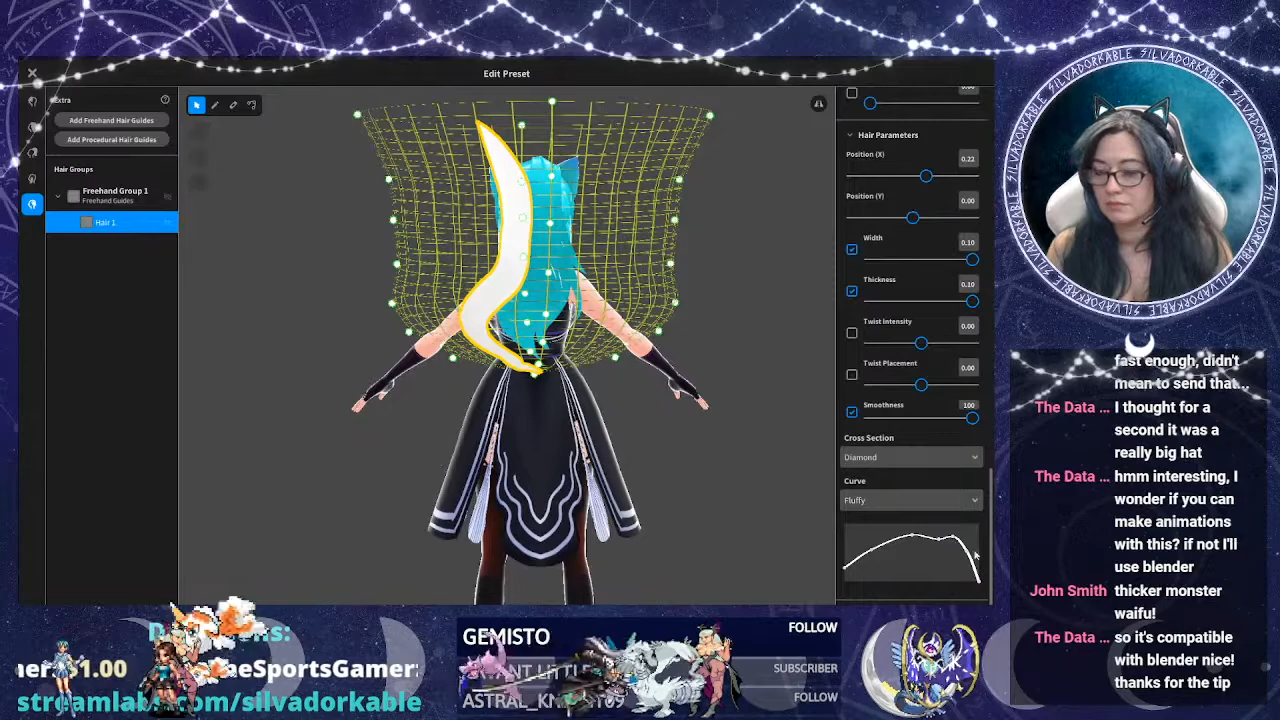 Edit Preset
Extra
Add Freehand Hair Guides
Add Procedural Hair Guides
Hair Groups
Freehand Group 1
Freehand Guides
Hair 1
Hair Parameters
Position (X)
0.22
Position (Y)
0.00
Width
0.10
Thickness
0.10
Twist Intensity
0.00
Twist Placement
0.00
Smoothness
100
Cross Section
Diamond
Curve
Fluffy
SILVADORKABLE SILVADORKABLE
fast enough, didn't
mean to send that...
The Data ... I thought for a
second it was a
really big hat
The Data ... hmm interesting, I
wonder if you can
make animations
with this? if not I'll
use blender
John Smith thicker monster
waifu!
The Data ... so it's compatible
with blender nice!
thanks for the tip
$1.00
eSportsGamer:
streamlabs.com/silvadorkable
GEMISTO
FOLLOW
SUBSCRIBER
FOLLOW